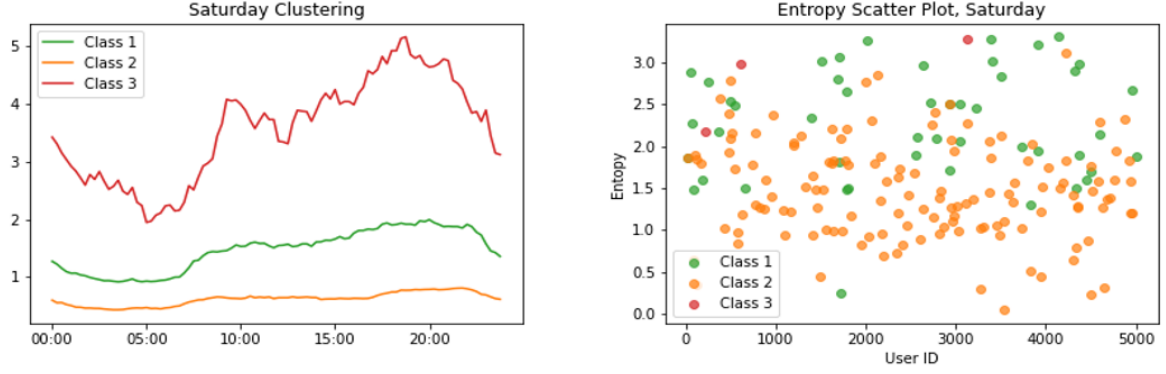 Saturday Clustering
Class 1
Class 2
Class 3
5
4
3
2
1
00:00 05:00 10:00 15:00 20:00
Entropy Scatter Plot, Saturday
Entropy
3.0
2.5
2.0
1.5
1.0
0.5
0.0
Class 1
Class 2
Class 3
0 1000 2000 3000 4000 5000
User ID